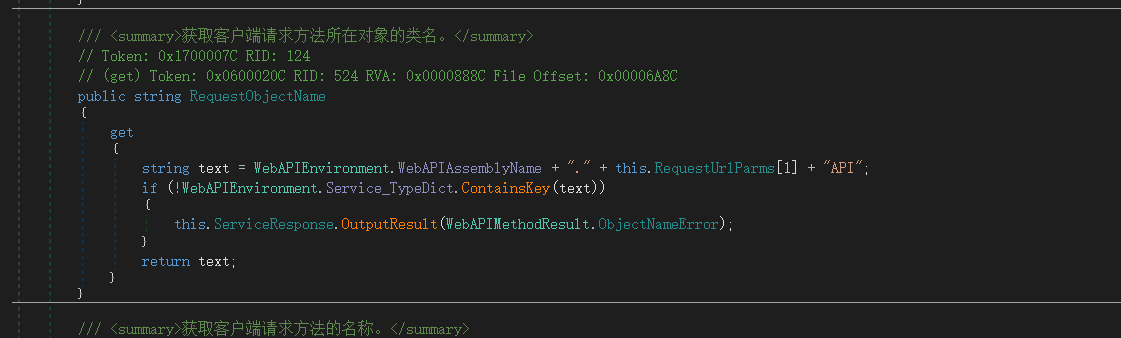 }
/// <summary>获取客户端请求方法所在对象的类名。</summary>
// Token: 0x1700007C RID: 124
// (get) Token: 0x0600020C RID: 524 RVA: 0x0000888C File Offset: 0x00006A8C
public string RequestObjectName
{
get
{
string text = WebAPIEnvironment.WebAPIAssemblyName + "." + this.RequestUrlParms[1] + "API";
if (!WebAPIEnvironment.Service_TypeDict.ContainsKey(text))
{
this.ServiceResponse.OutputResult(WebAPIMethodResult.ObjectNameError);
}
return text;
}
}
/// <summary>获取客户端请求方法的名称。</summary>